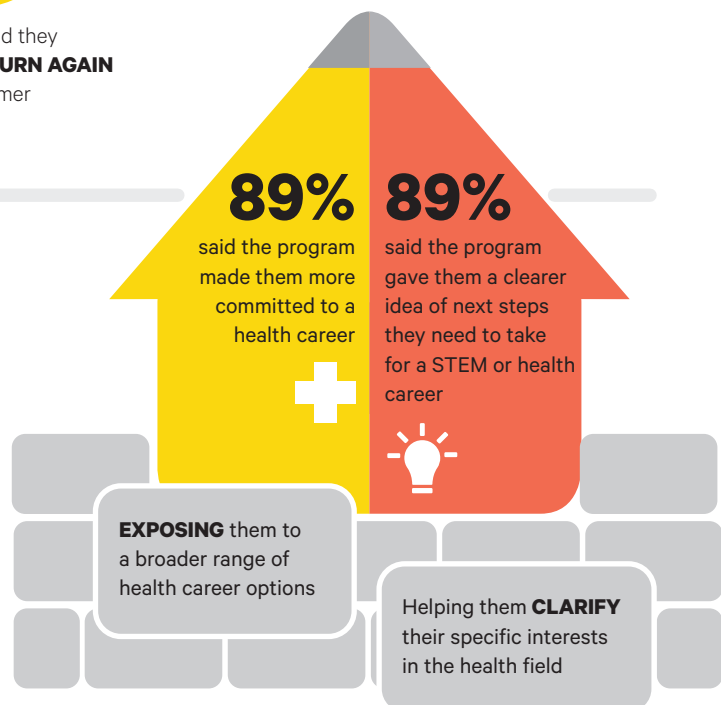 d they
URN AGAIN
mer
89%
said the program
made them more
committed to a
health career
89%
said the program
gave them a clearer
idea of next steps
they need to take
for a STEM or health
career
EXPOSING them to
a broader range of
health career options
Helping them CLARIFY
their specific interests
in the health field